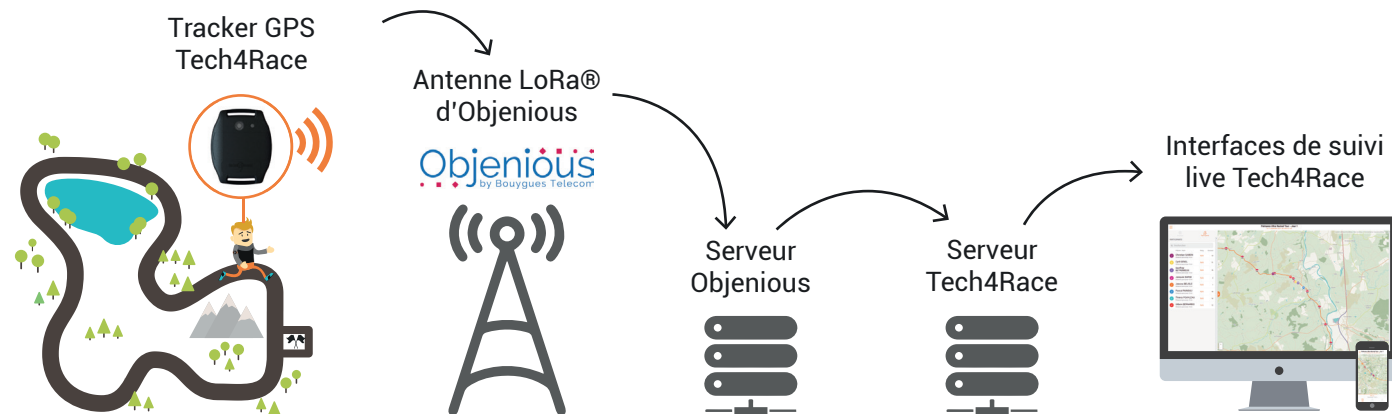 Tracker GPS
Tech4Race
Antenne LoRa®
d'Objenious
Objenious
by Bouygues Telecom
Serveur
Objenious
Serveur
Tech4Race
Interfaces de suivi
live Tech4Race